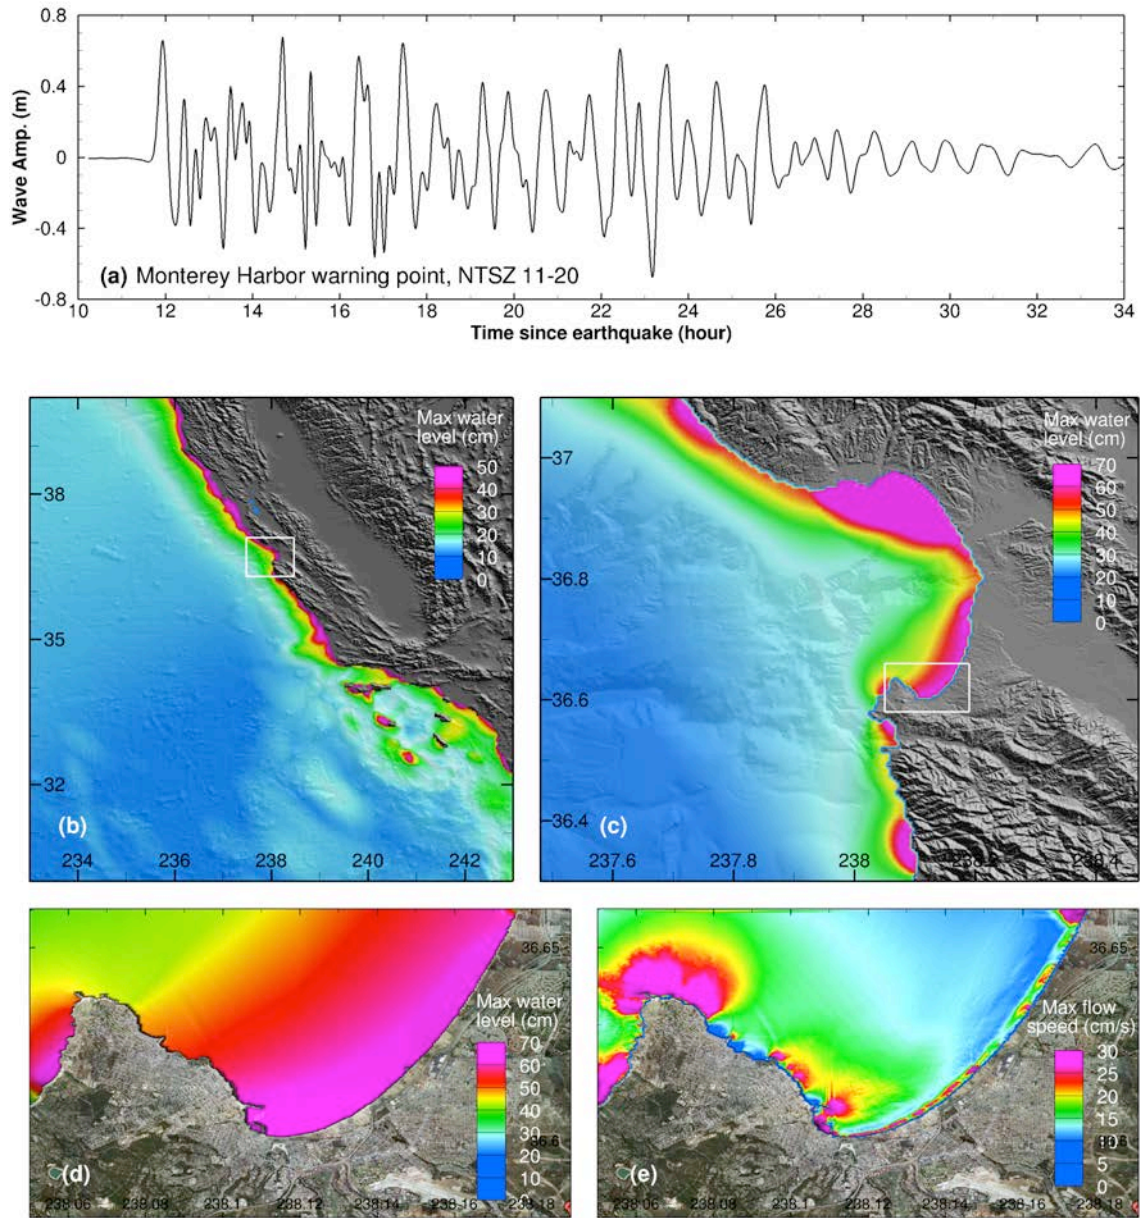 0.8
0.4
0
-0.4
-0.8
Wave Amp. (m)
(a) Monterey Harbor warning point, NTSZ 11-20
10 12 14 16 18 20 22 24 26 28 30 32 34
Time since earthquake (hour)
Max water
level (cm)
50
40
30
20
10
0
38
35
32
(b)
234 236 238 240 242
Max water
level (cm)
70
60
50
40
30
20
10
0
37
36.8
36.6
36.4
(c)
237.6 237.8 238 238.2 238.4
Max water
level (cm)
70
60
50
40
30
20
10
0
36.65
36.6
(d)
238.06 238.08 238.1 238.12 238.14 238.16 238.18
Max flow
speed (cm/s)
30
25
20
15
10
5
0
36.65
36.6
(e)
238.06 238.08 238.1 238.12 238.14 238.16 238.18